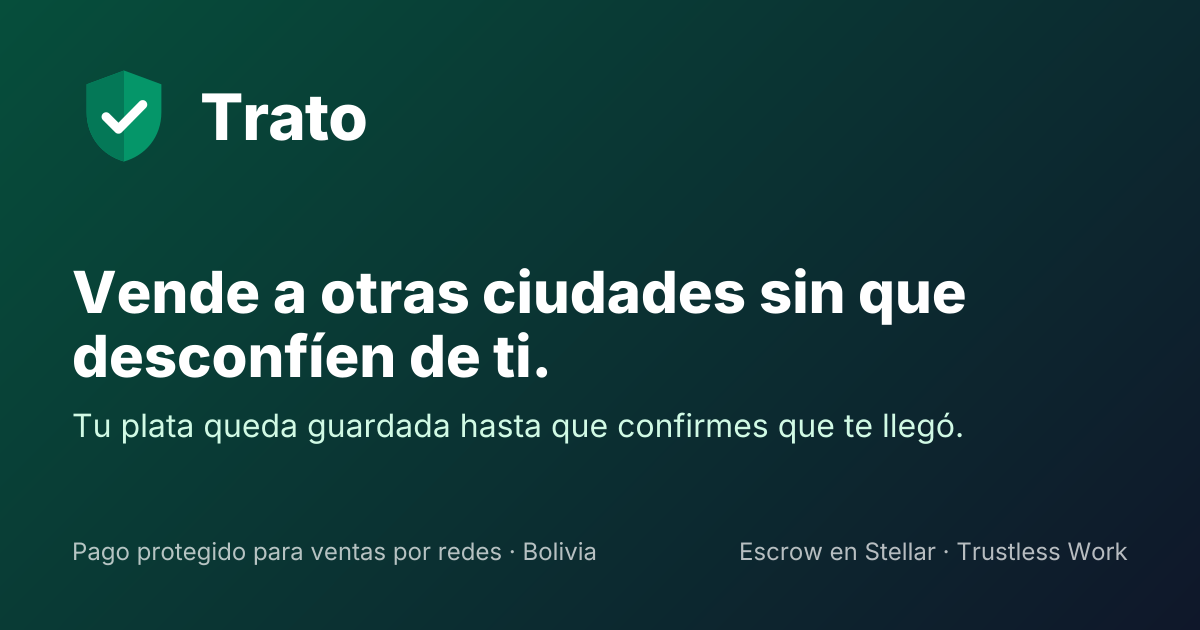 Trato
Vende a otras ciudades sin que
desconfíen de ti.
Tu plata queda guardada hasta que confirmes que te llegó.
Pago protegido para ventas por redes · Bolivia
Escrow en Stellar · Trustless Work